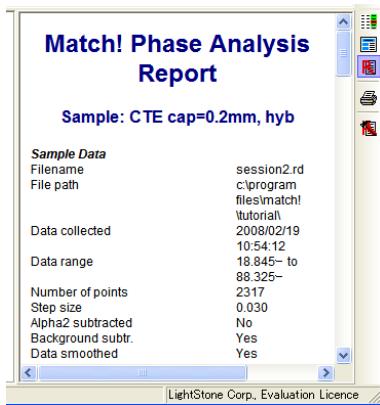 Match! Phase Analysis
Report
Sample: CTE cap=0.2mm, hyb
Sample Data
Filename session2.rd
File path c:\program
files\match!
\tutorial\
Data collected 2008/02/19
10:54:12
Data range 18.845~ to
88.325~
Number of points 2317
Step size 0.030
Alpha2 subtracted No
Background subtr. Yes
Data smoothed Yes
LightStone Corp., Evaluation Licence